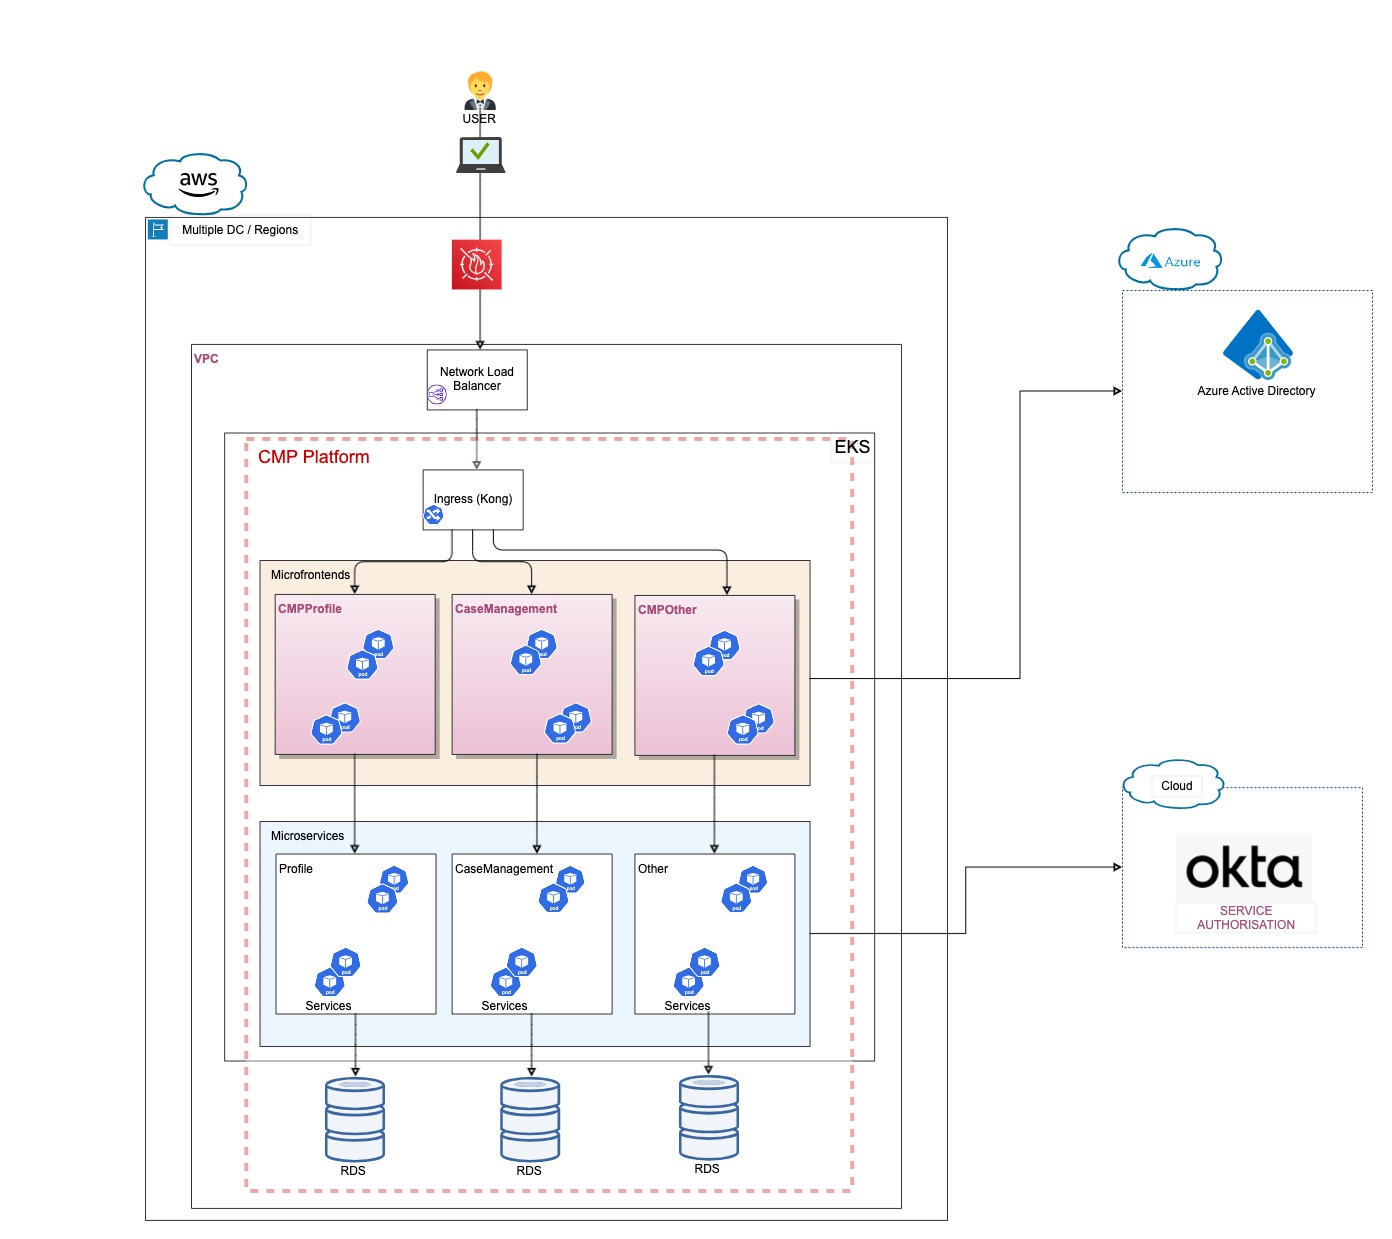 USER
aws
Multiple DC / Regions
Azure
VPC
Network Load
Balancer
Azure Active Directory
EKS
CMP Platform
Ingress (Kong)
Microfrontends
CMPProfile
CaseManagement
CMPOther
pod
pod
pod
pod
pod
pod
pod
pod
pod
pod
pod
pod
Cloud
okta
SERVICE
AUTHORISATION
Microservices
Profile
CaseManagement
Other
pod
pod
pod
pod
pod
pod
pod
pod
pod
pod
pod
pod
Services
Services
Services
RDS
RDS
RDS